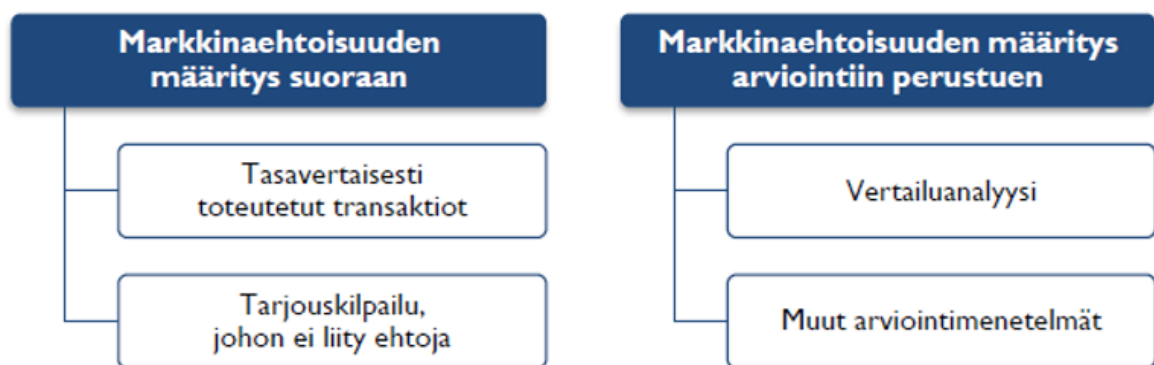 Markkinaehtoisuuden
määritys suoraan
Tasavertaisesti
toteutetut transaktiot
Tarjouskilpailu,
johon ei liity ehtoja
Markkinaehtoisuuden määritys
arviointiin perustuen
Vertailuanalyysi
Muut arviointimenetelmät